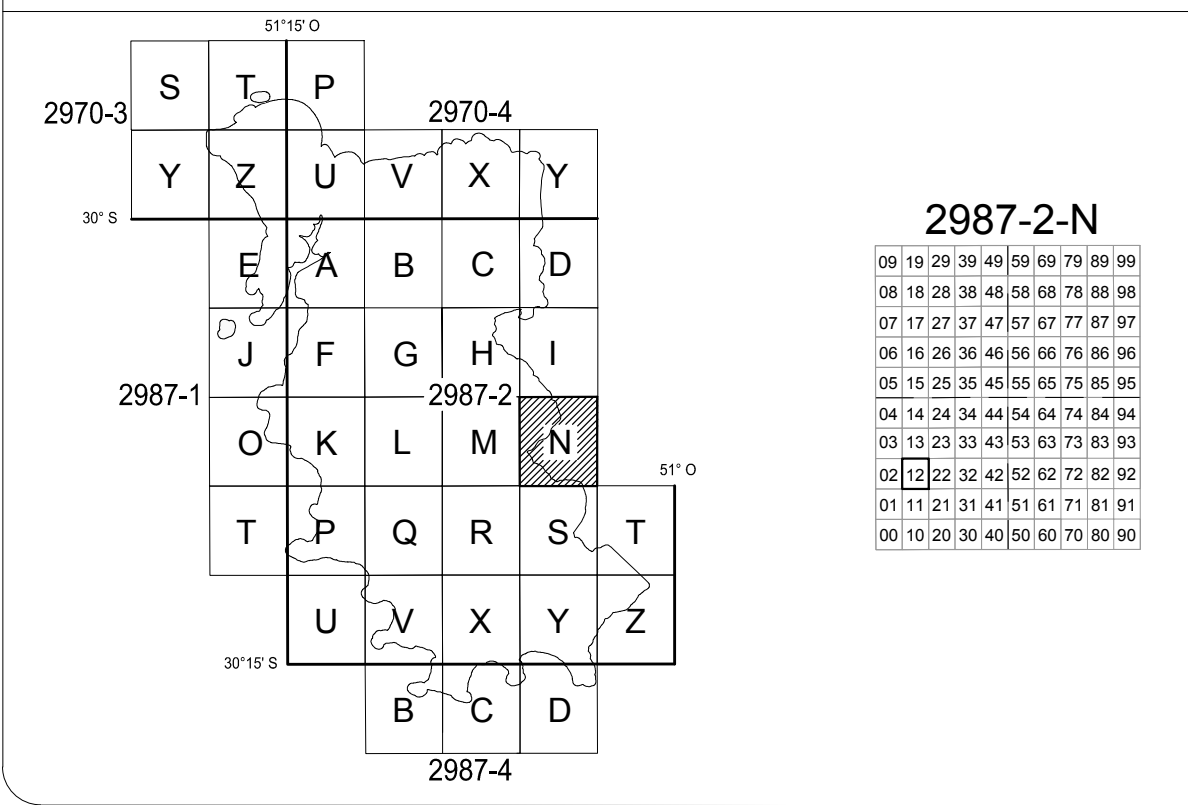 51°15' O
S T P
2970-3 2970-4
Y Z U V X Y
30° S
E A B C D
J F G H I
2987-1 2987-2
O K L M N
51° O
T P Q R S T
U V X Y Z
30°15' S
B C D
2987-4
2987-2-N
09 19 29 39 49 59 69 79 89 99
08 18 28 38 48 58 68 78 88 98
07 17 27 37 47 57 67 77 87 97
06 16 26 36 46 56 66 76 86 96
05 15 25 35 45 55 65 75 85 95
04 14 24 34 44 54 64 74 84 94
03 13 23 33 43 53 63 73 83 93
02 12 22 32 42 52 62 72 82 92
01 11 21 31 41 51 61 71 81 91
00 10 20 30 40 50 60 70 80 90